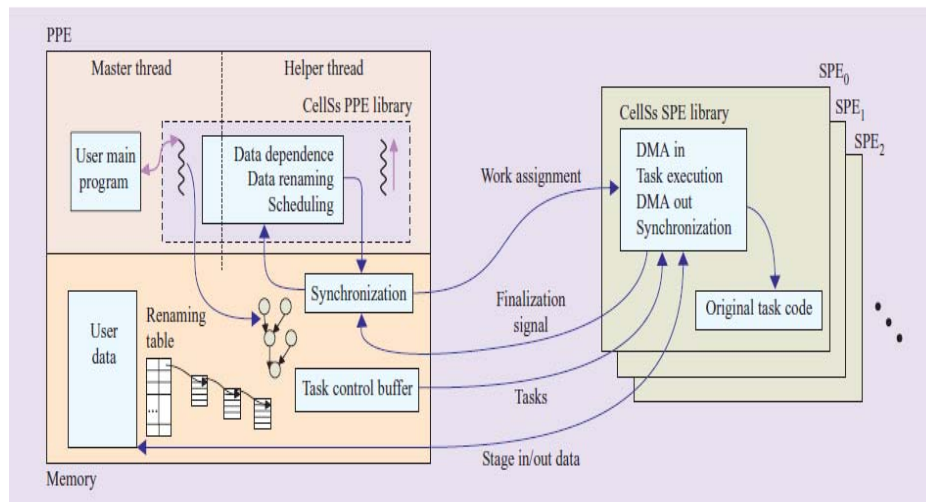 PPE
Master thread
Helper thread
CellSs PPE library
User main
program
Data dependence
Data renaming
Scheduling
Synchronization
User
data
Renaming
table
...
Task control buffer
Memory
Work assignment
Finalization
signal
Tasks
Stage in/out data
SPE0
SPE1
SPE2
CellSs SPE library
DMA in
Task execution
DMA out
Synchronization
Original task code